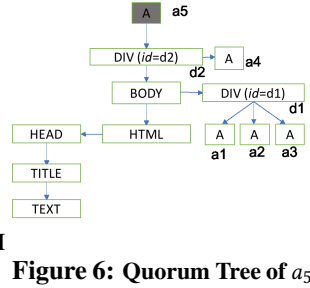 A a5
DIV (id=d2) A
d2 a4
BODY DIV (id=d1)
d1
HEAD HTML A A A
a1 a2 a3
TITLE
TEXT
Figure 6: Quorum Tree of a5